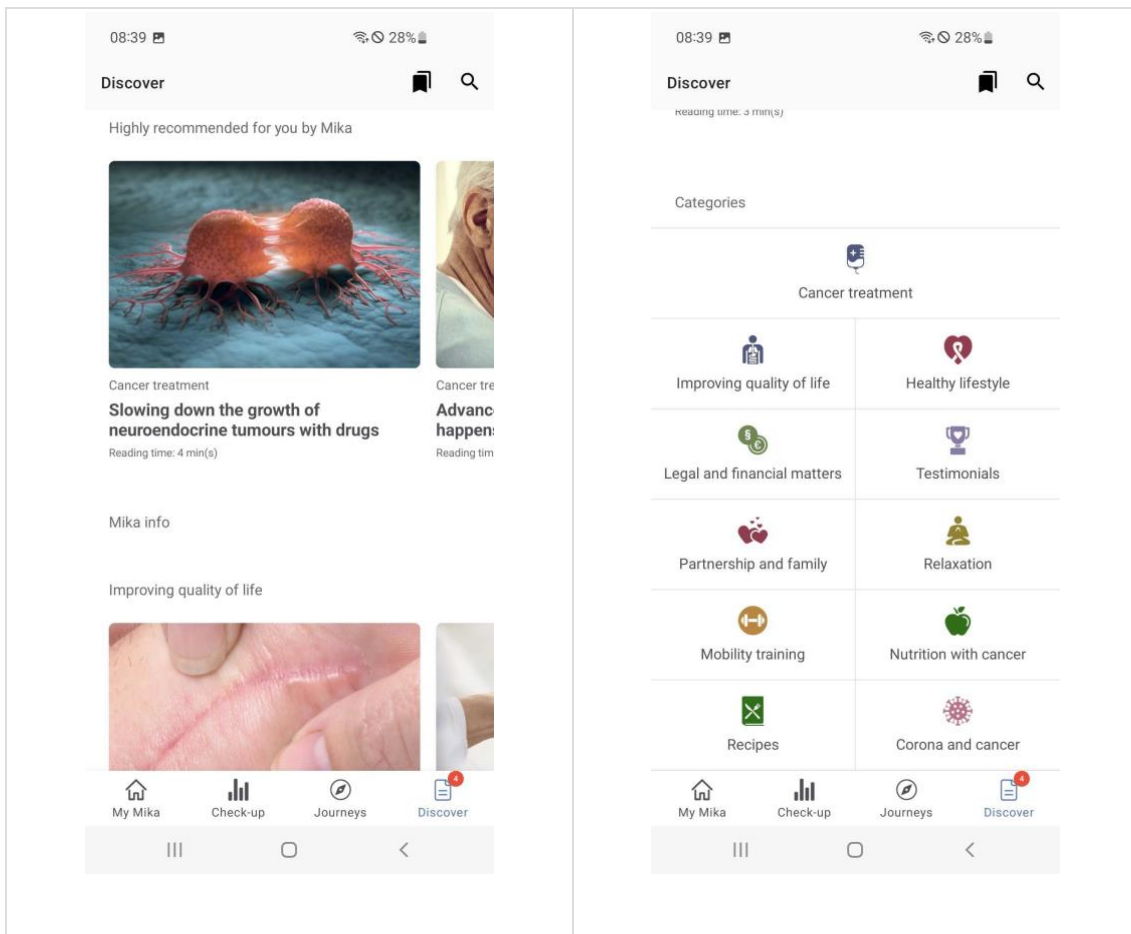 08:39 28%
Discover
Highly recommended for you by Mika
Cancer treatment
Slowing down the growth of
neuroendocrine tumours with drugs
Reading time: 4 min(s)
Cancer tre
Advanc
happen
Reading tim
Mika info
Improving quality of life
My Mika Check-up Journeys Discover
4
08:39 28%
Discover
Reading time: 3 min(s)
Categories
Cancer treatment
Improving quality of life Healthy lifestyle
Legal and financial matters Testimonials
Partnership and family Relaxation
Mobility training Nutrition with cancer
Recipes Corona and cancer
My Mika Check-up Journeys Discover
4